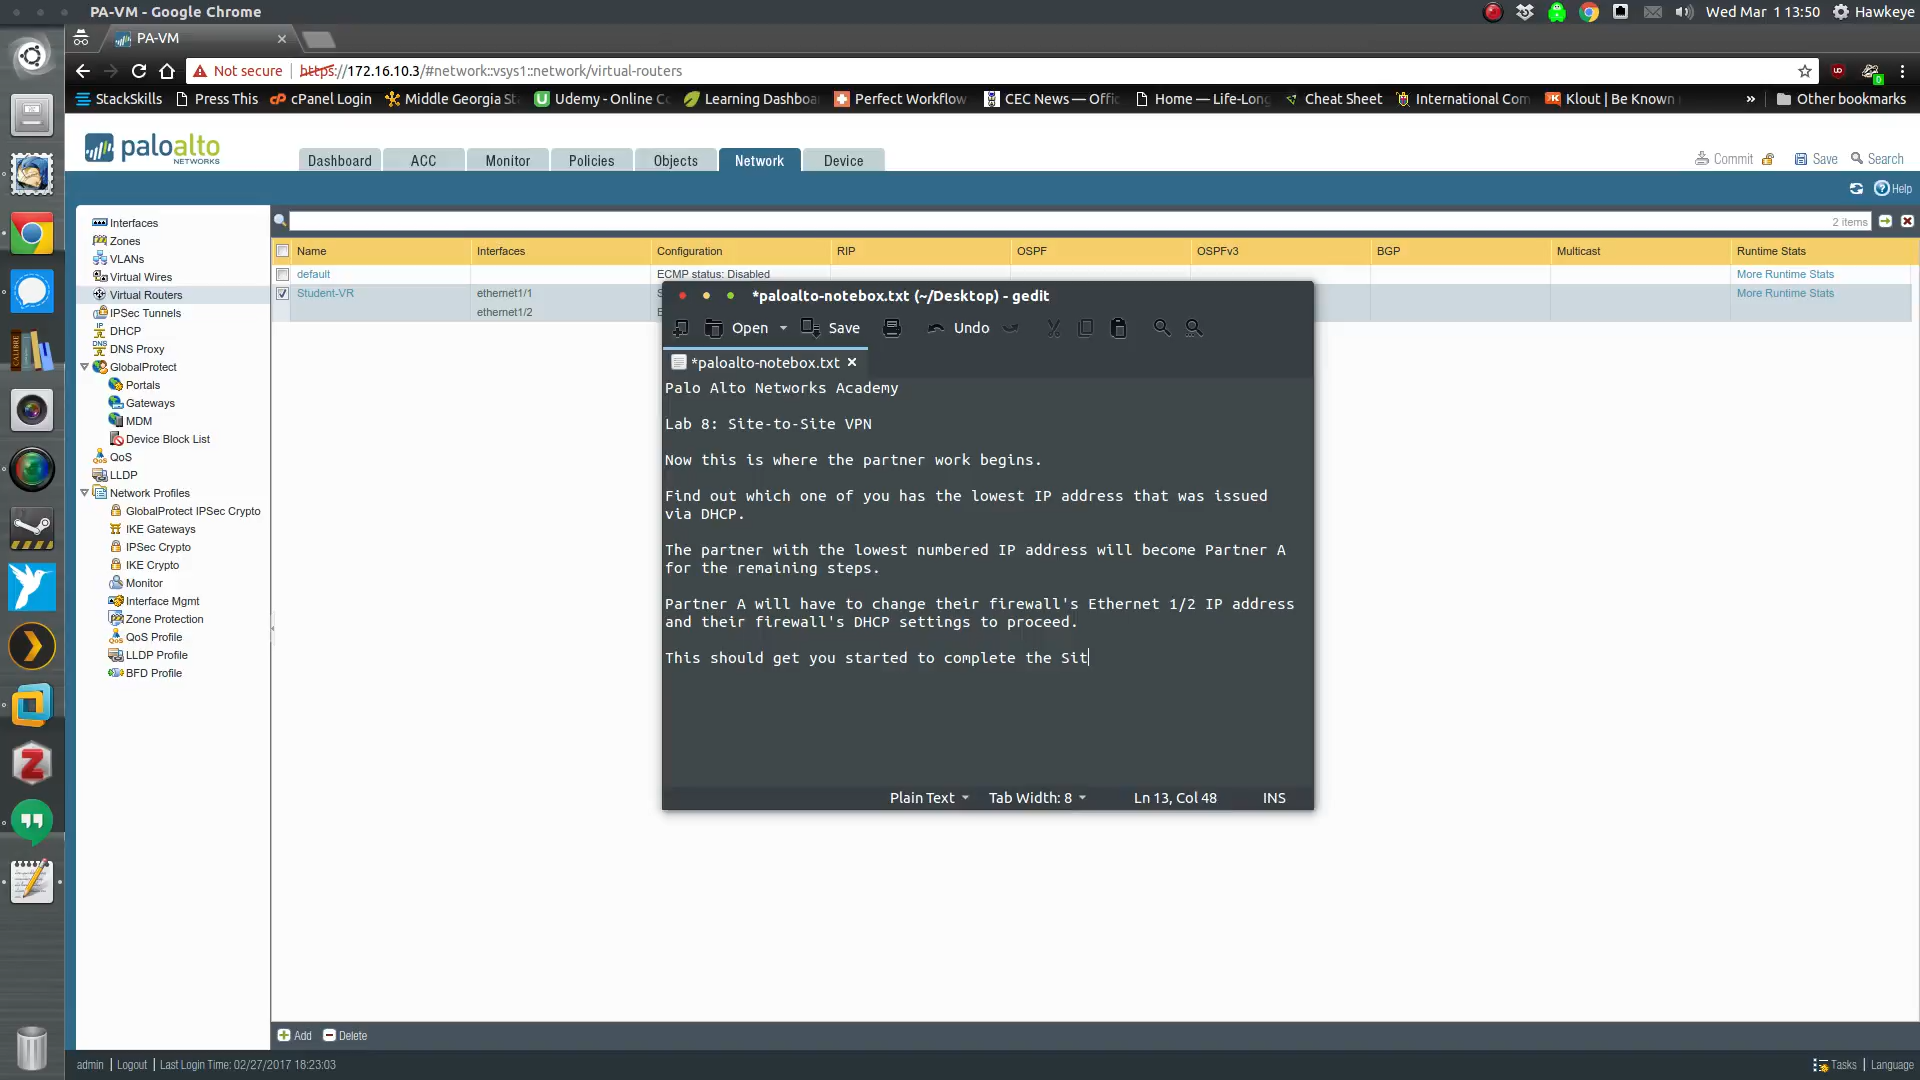 PA-VM - Google Chrome
Wed Mar 1 13:50
Hawkeye
PA-VM
Not secure
https://172.16.10.3/#network::vsys1::network/virtual-routers
StackSkills
Press This
cPanel Login
Middle Georgia St
Udemy - Online Co
Learning Dashboa
Perfect Workflow
CEC News — Offic
Home — Life-Long
Cheat Sheet
International Com
Klout | Be Known
» Other bookmarks
paloalto
NETWORKS
Dashboard
ACC
Monitor
Policies
Objects
Network
Device
Commit
Save
Search
Help
Interfaces
Zones
VLANs
Virtual Wires
Virtual Routers
IPSec Tunnels
DHCP
DNS Proxy
GlobalProtect
Portals
Gateways
MDM
Device Block List
QoS
LLDP
Network Profiles
GlobalProtect IPSec Crypto
IKE Gateways
IPSec Crypto
IKE Crypto
Monitor
Interface Mgmt
Zone Protection
QoS Profile
LLDP Profile
BFD Profile
2 items
Name Interfaces Configuration RIP OSPF OSPFv3 BGP Multicast Runtime Stats
default ECMP status: Disabled More Runtime Stats
Student-VR ethernet1/1 More Runtime Stats
ethernet1/2
*paloalto-notebox.txt (~/Desktop) - gedit
Open Save Undo
*paloalto-notebox.txt
Palo Alto Networks Academy
Lab 8: Site-to-Site VPN
Now this is where the partner work begins.
Find out which one of you has the lowest IP address that was issued
via DHCP.
The partner with the lowest numbered IP address will become Partner A
for the remaining steps.
Partner A will have to change their firewall's Ethernet 1/2 IP address
and their firewall's DHCP settings to proceed.
This should get you started to complete the Sit
Plain Text Tab Width: 8 Ln 13, Col 48 INS
Add Delete
admin | Logout | Last Login Time: 02/27/2017 18:23:03
Tasks | Language